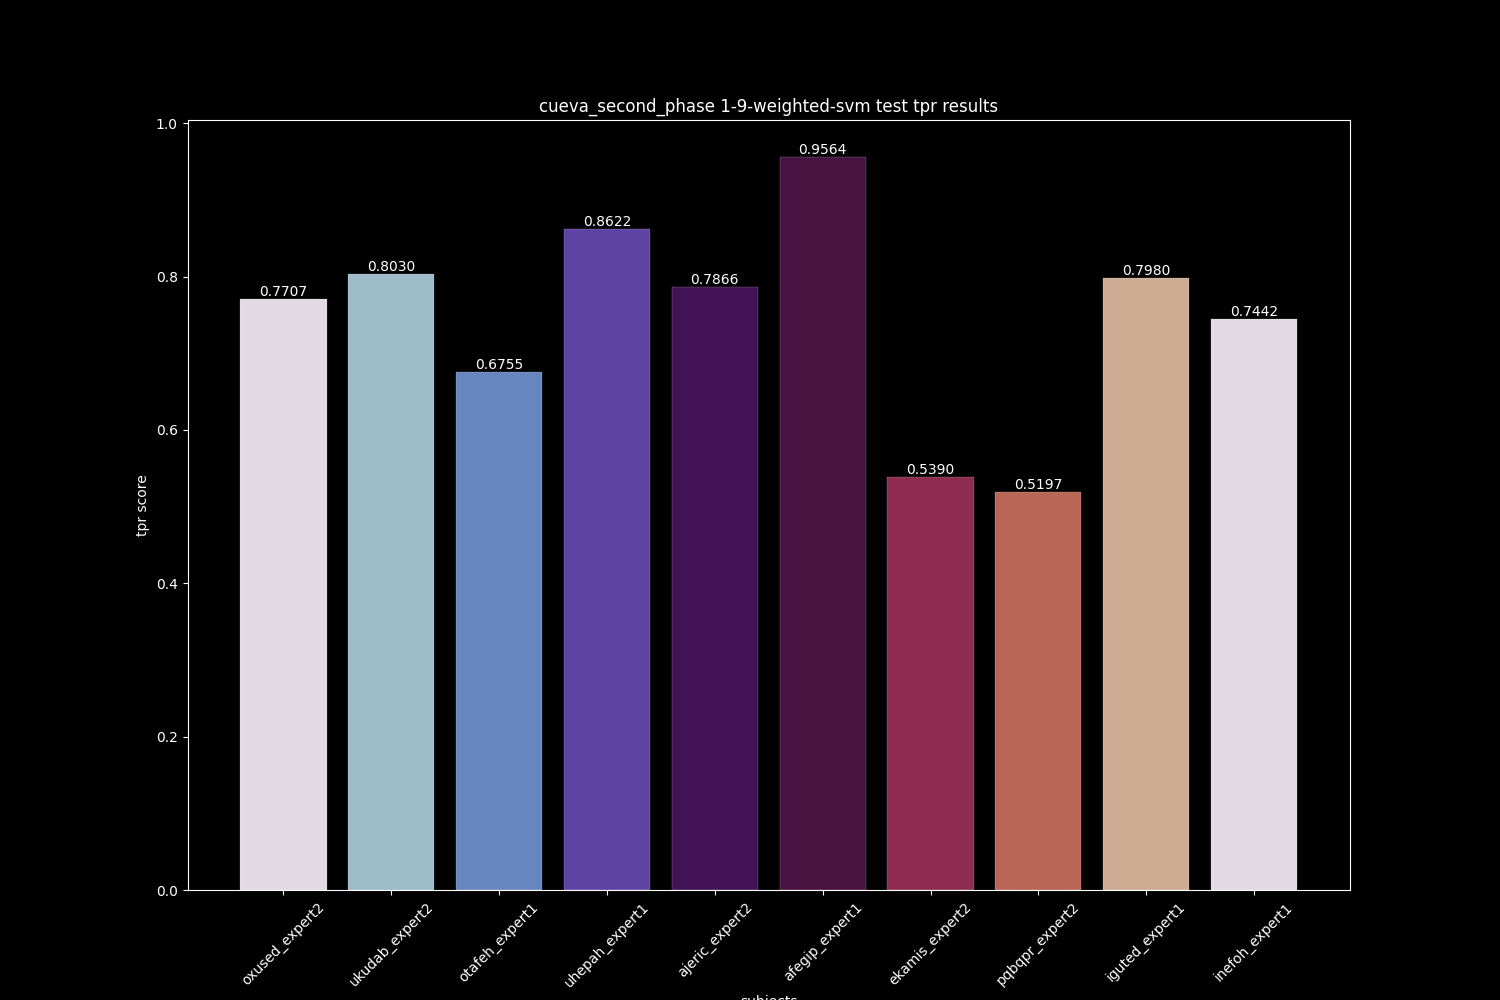 cueva_second_phase 1-9-weighted-svm test tpr results
1.0
0.8
0.6
0.4
0.2
0.0
tpr score
0.7707
0.8030
0.6755
0.8622
0.7866
0.9564
0.5390
0.5197
0.7980
0.7442
oxused_expert2
ukudab_expert2
otafeh_expert1
uhepah_expert1
ajeric_expert2
afegip_expert1
ekamis_expert2
pqbqpr_expert2
iguted_expert1
inefoh_expert1
subjects